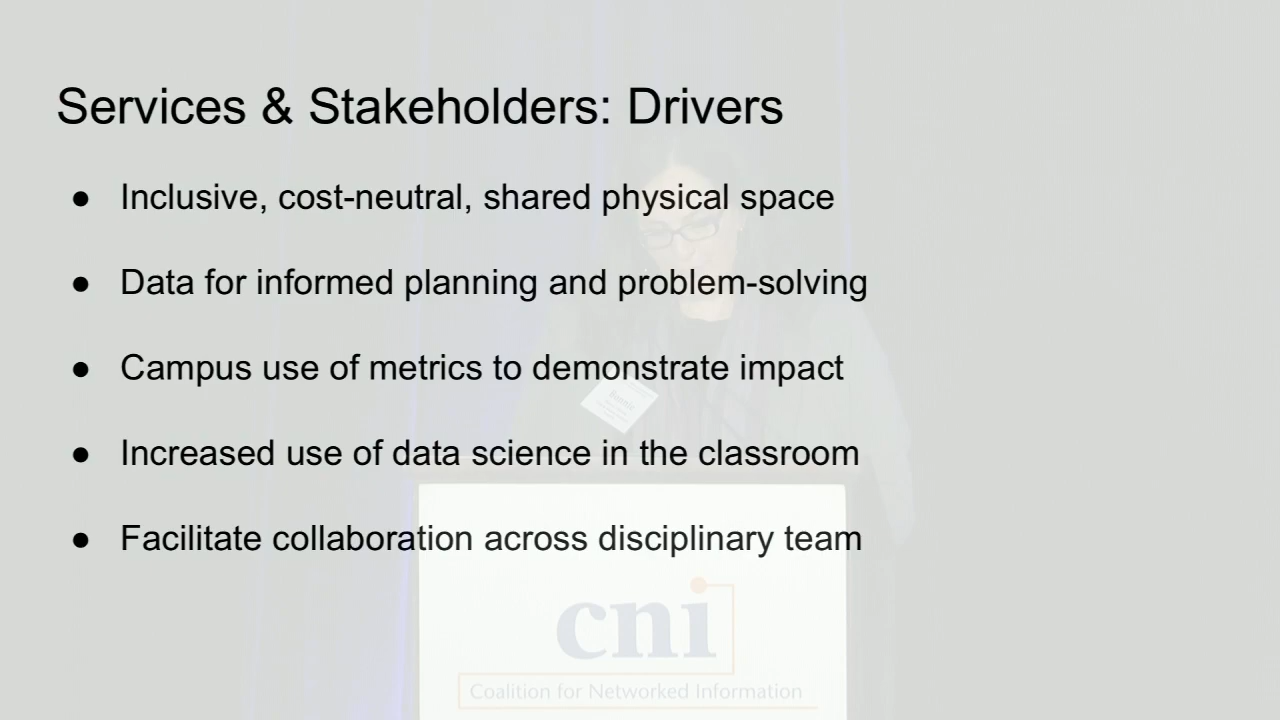 Services & Stakeholders: Drivers
● Inclusive, cost-neutral, shared physical space
● Data for informed planning and problem-solving
● Campus use of metrics to demonstrate impact
● Increased use of data science in the classroom
● Facilitate collaboration across disciplinary team
Bonnie
cni
Coalition for Networked Information